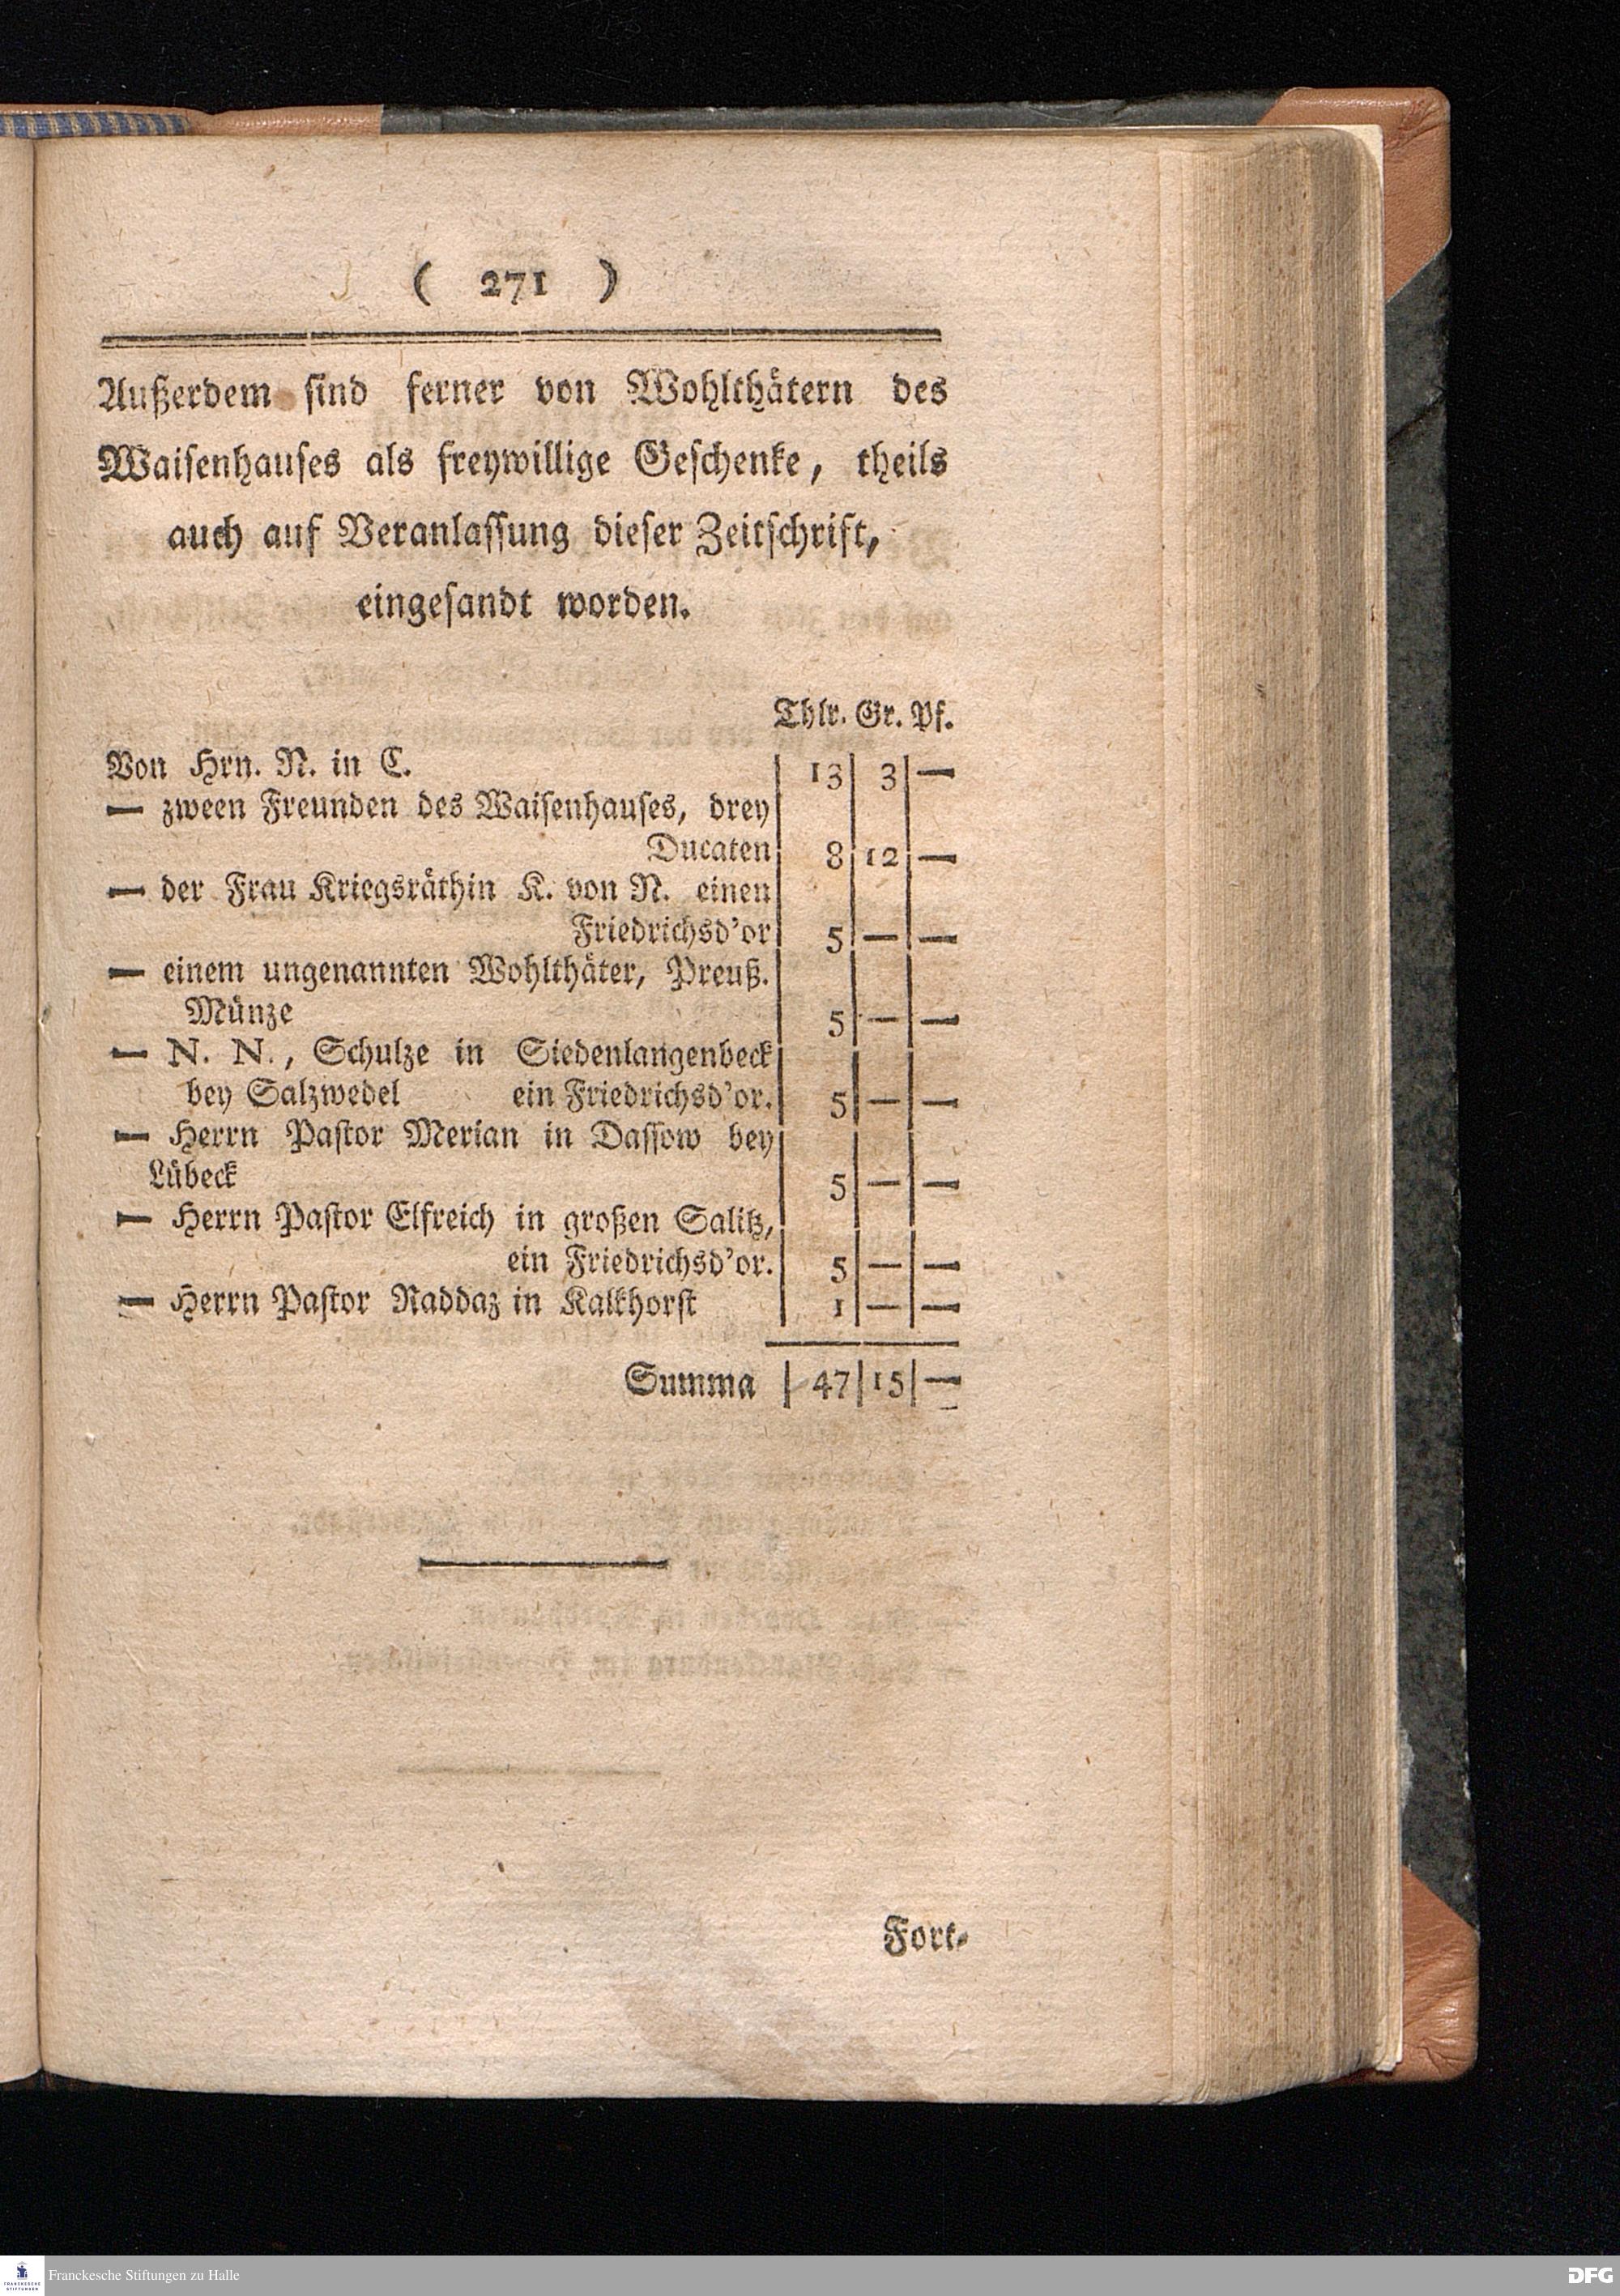 ( 271 )
Außerdem sind ferner von Wohlthätern des
Waisenhauses als freywillige Geschenke, theils
auch auf Veranlassung dieser Zeitschrift,
eingesandt worden.
Thlr. Gr. Pf.
Von Hrn. N. in C. | 13 | 3 | —
— zween Freunden des Waisenhauses, drey
Ducaten | 8 | 12 | —
— der Frau Kriegsräthin K. von N. einen
Friedrichsd'or | 5 | — | —
— einem ungenannten Wohlthäter, Preuß.
Münze | 5 | — | —
— N. N., Schulze in Siedenlangenbeck
bey Salzwedel ein Friedrichsd'or. | 5 | — | —
— Herrn Pastor Merian in Dassow bey
Lübeck | 5 | — | —
— Herrn Pastor Elfreich in großen Salitz,
ein Friedrichsd'or. | 5 | — | —
— Herrn Pastor Raddaz in Kalkhorst | 1 | — | —
Summa | 47 | 15 | —
Fort-
FRANCKESCHE STIFTUNGEN
Franckesche Stiftungen zu Halle
DFG